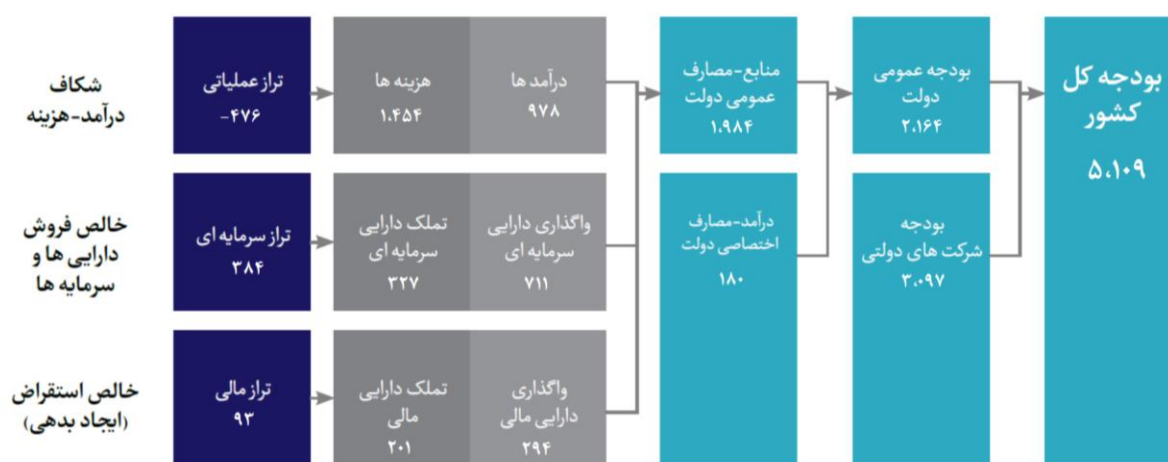 بودجه کل
کشور
۵،۱۰۹
بودجه عمومی
دولت
۲،۱۶۴
بودجه
شرکت های دولتی
۳،۰۹۷
منابع-مصارف
عمومی دولت
۱،۹۸۴
درآمد-مصارف
اختصاصی دولت
۱۸۰
درآمد ها
۹۷۸
هزینه ها
۱،۴۵۴
تراز عملیاتی
-۴۷۶
شکاف
درآمد-هزینه
واگذاری دارایی
سرمایه ای
۷۱۱
تملک دارایی
سرمایه ای
۳۲۷
تراز سرمایه ای
۳۸۴
خالص فروش
دارایی ها و
سرمایه ها
واگذاری
دارایی مالی
۲۹۴
تملک دارایی
مالی
۲۰۱
تراز مالی
۹۳
خالص استقراض
(ایجاد بدهی)